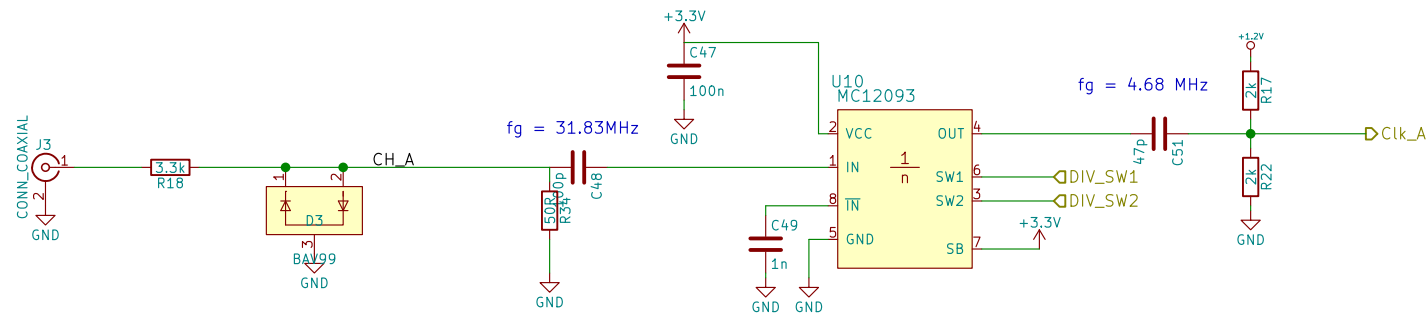 +3.3V
C47
100n
GND
U10
MC12093
fg = 4.68 MHz
+1.2V
2k
R17
CONN_COAXIAL
J3
1
2
GND
3.3k
R18
1
2
D3
3
BAV99
GND
CH_A
fg = 31.83MHz
100p
C48
50R
R34
GND
2
VCC
1
IN
8
IN
5
GND
1
n
OUT
4
SW1
6
SW2
3
SB
7
C49
1n
GND
GND
DIV_SW1
DIV_SW2
+3.3V
47p
C51
2k
R22
GND
Clk_A